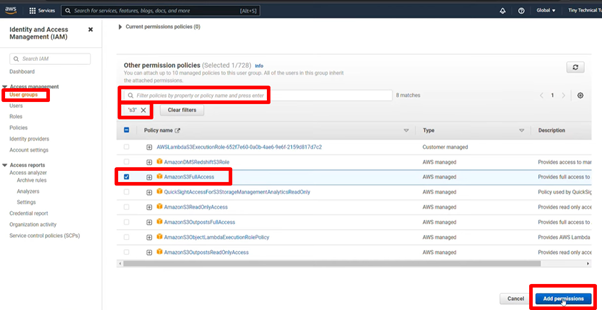 aws
Services
Search for services, features, blogs, docs, and more
[Alt+S]
Global
Tiny Technical Tu
Identity and Access
Management (IAM)
Search IAM
Dashboard
Access management
User groups
Users
Roles
Policies
Identity providers
Account settings
Access reports
Access analyzer
Archive rules
Analyzers
Settings
Credential report
Organization activity
Service control policies (SCPs)
Current permissions policies (0)
Other permission policies (Selected 1/728) Info
You can attach up to 10 managed policies to this user group. All of the users in this group inherit
the attached permissions.
Filter policies by property or policy name and press enter
8 matches
1
"s3"
Clear filters
Policy name
Type
Description
AWSLambdaS3ExecutionRole-652f7e60-0a0b-4ae6-9e6f-2159c817d7c2
Customer managed
AmazonDMSRedshiftS3Role
AWS managed
Provides access to ma
AmazonS3FullAccess
AWS managed
Provides full access to
QuickSightAccessForS3StorageManagementAnalyticsReadOnly
AWS managed
Policy used by QuickSi
AmazonS3ReadOnlyAccess
AWS managed
Provides read only acc
AmazonS3OutpostsFullAccess
AWS managed
Provides full access to
AmazonS3ObjectLambdaExecutionRolePolicy
AWS managed
Provides AWS Lambda
AmazonS3OutpostsReadOnlyAccess
AWS managed
Provides read only acc
Cancel
Add permissions